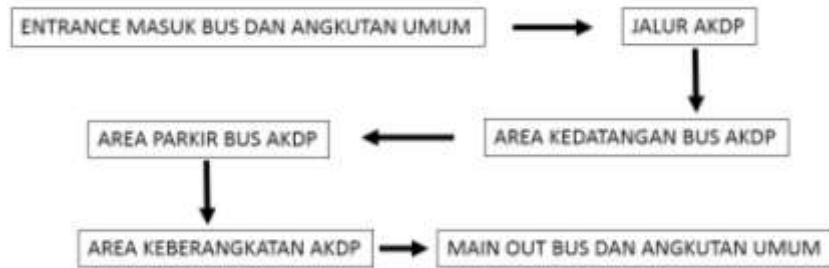 ENTRANCE MASUK BUS DAN ANGKUTAN UMUM
JALUR AKDP
AREA KEDATANGAN BUS AKDP
AREA PARKIR BUS AKDP
AREA KEBERANGKATAN AKDP
MAIN OUT BUS DAN ANGKUTAN UMUM